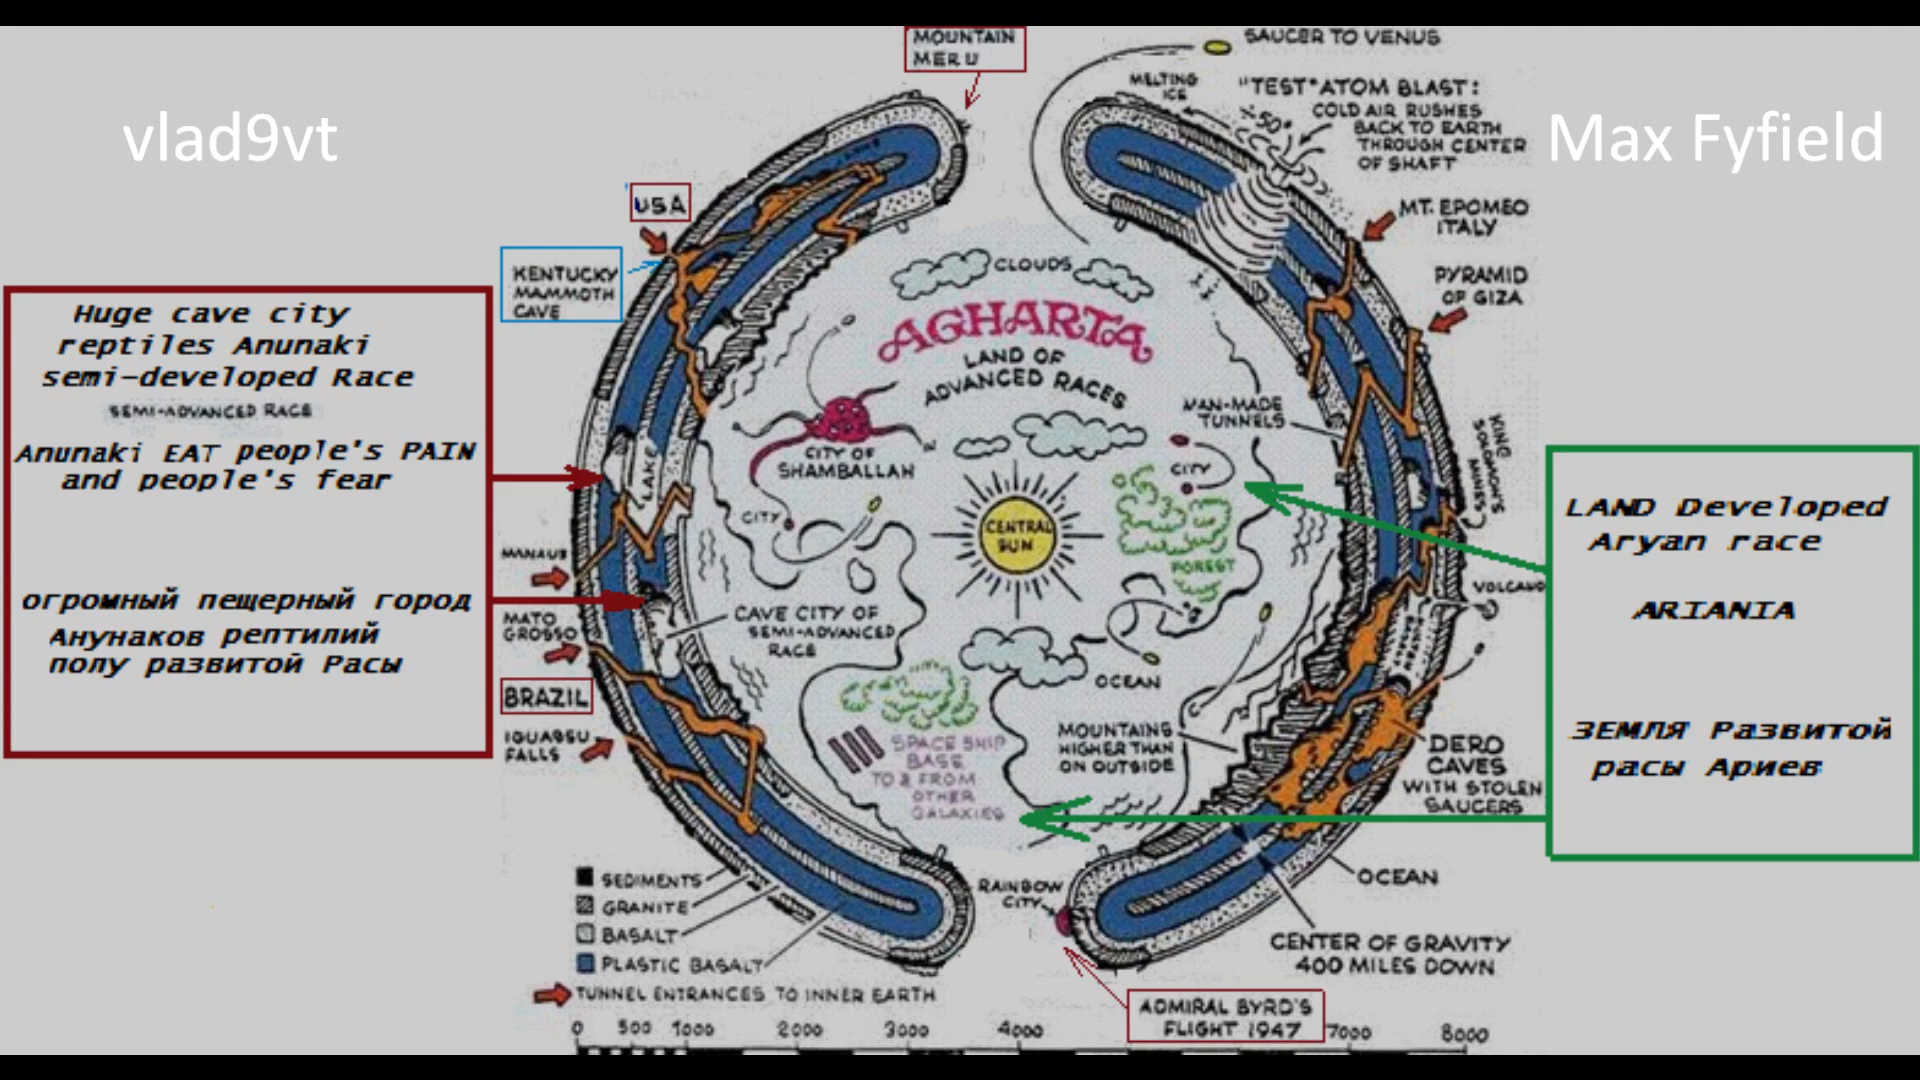 MOUNTAIN
MERU
SAUCER TO VENUS
MELTING
ICE
"TEST" ATOM BLAST:
COLD AIR RUSHES
BACK TO EARTH
THROUGH CENTER
OF SHAFT
50°
vlad9vt
Max Fyfield
USA
KENTUCKY
MAMMOTH
CAVE
MT. EPOMEO
ITALY
PYRAMID
OF GIZA
CLOUDS
AGHARTA
LAND OF
ADVANCED RACES
Huge cave city
reptiles Anunaki
semi-developed Race
SEMI-ADVANCED RACE
Anunaki EAT people's PAIN
and people's fear
огромный пещерный город
Анунаков рептилий
полу развитой Расы
MAN-MADE
TUNNELS
CITY OF
SHAMBALLAH
LAKE
CITY
CITY
KING
SOLOMON'S
MINES
CENTRAL
SUN
FOREST
LAND Developed
Aryan race
ARIANIA
ЗЕМЛЯ Развитой
расы Ариев
MANAUS
MATO
GROSSO
BRAZIL
IGUASSU
FALLS
VOLCANO
CAVE CITY OF
SEMI-ADVANCED
RACE
OCEAN
SPACE SHIP
BASE
TO & FROM
OTHER
GALAXIES
MOUNTAINS
HIGHER THAN
ON OUTSIDE
DERO
CAVES
WITH STOLEN
SAUCERS
SEDIMENTS
GRANITE
BASALT
PLASTIC BASALT
TUNNEL ENTRANCES TO INNER EARTH
RAINBOW
CITY
OCEAN
CENTER OF GRAVITY
400 MILES DOWN
ADMIRAL BYRD'S
FLIGHT 1947
0 500 1000 2000 3000 4000 7000 8000